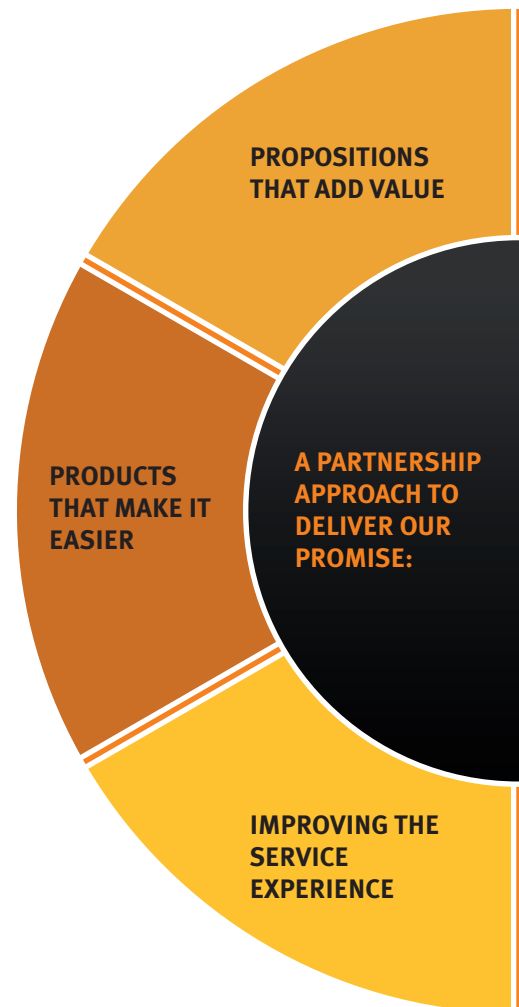 PROPOSITIONS
THAT ADD VALUE
PRODUCTS
THAT MAKE IT
EASIER
A PARTNERSHIP
APPROACH TO
DELIVER OUR
PROMISE:
IMPROVING THE
SERVICE
EXPERIENCE